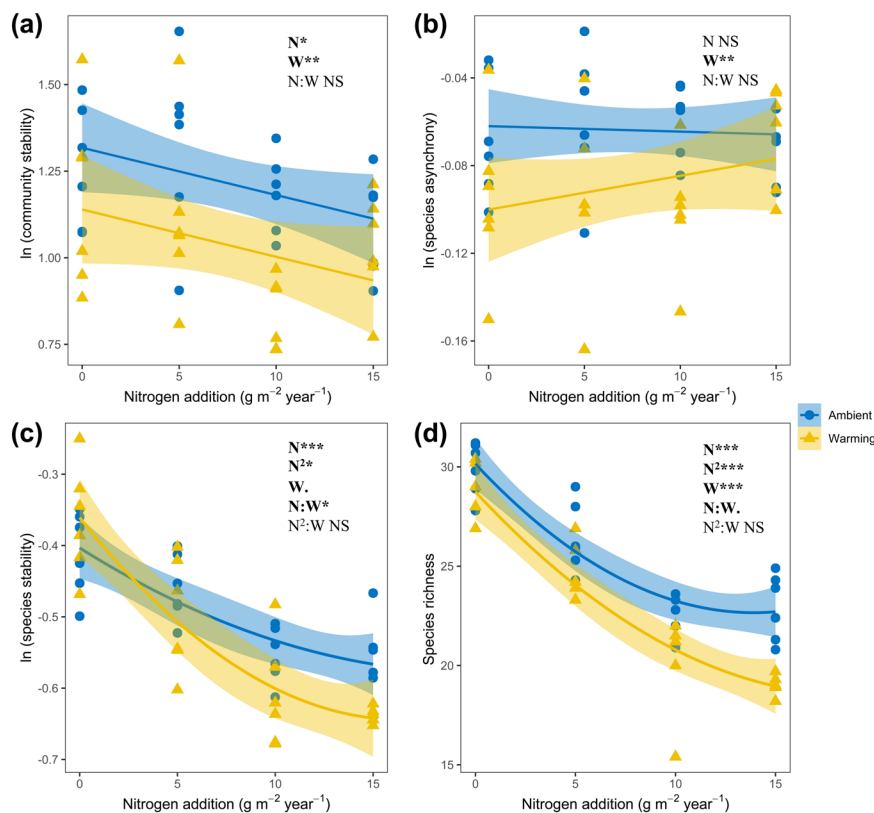 (a)
N*
W**
N:W NS
ln (community stability)
1.50
1.25
1.00
0.75
0 5 10 15
Nitrogen addition (g m⁻² year⁻¹)
(b)
N NS
W**
N:W NS
ln (species asynchrony)
-0.04
-0.08
-0.12
-0.16
0 5 10 15
Nitrogen addition (g m⁻² year⁻¹)
(c)
N***
N²*
W.
N:W*
N²:W NS
ln (species stability)
-0.3
-0.4
-0.5
-0.6
-0.7
0 5 10 15
Nitrogen addition (g m⁻² year⁻¹)
(d)
N***
N²***
W***
N:W.
N²:W NS
Species richness
30
25
20
15
0 5 10 15
Nitrogen addition (g m⁻² year⁻¹)
Ambient
Warming